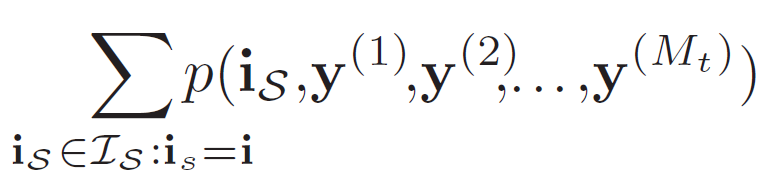 ∑ p(𝐢_𝒮,𝐲^(1),𝐲^(2),…,𝐲^(M_t))
𝐢_𝒮∈ℐ_𝒮:𝐢_s=𝐢